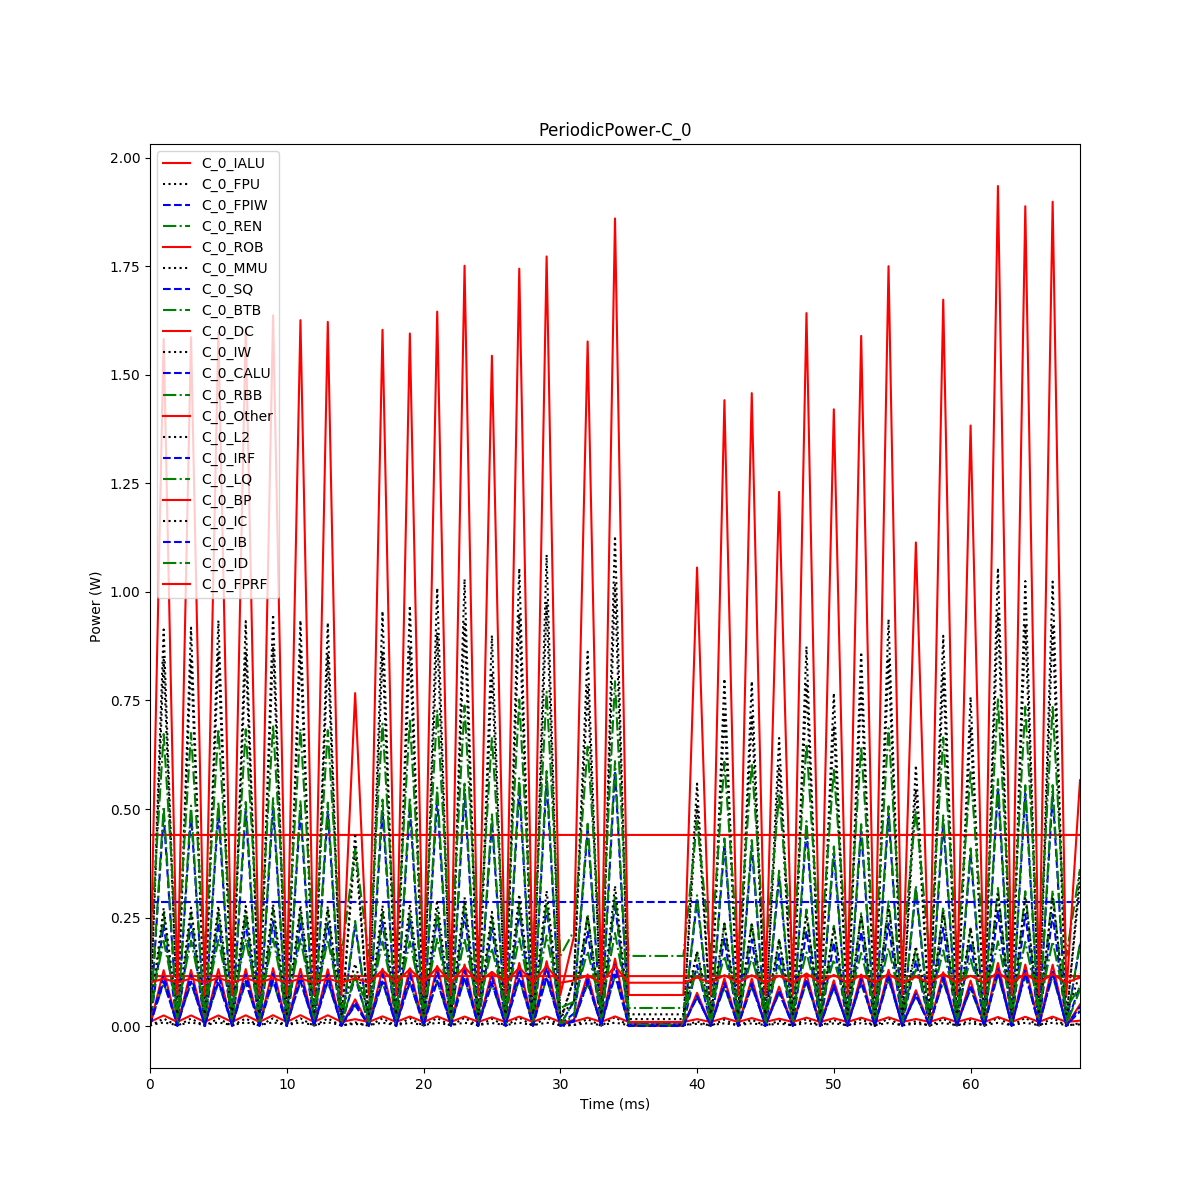 PeriodicPower-C_0
2.00
1.75
1.50
1.25
1.00
0.75
0.50
0.25
0.00
Power (W)
C_0_IALU
C_0_FPU
C_0_FPIW
C_0_REN
C_0_ROB
C_0_MMU
C_0_SQ
C_0_BTB
C_0_DC
C_0_IW
C_0_CALU
C_0_RBB
C_0_Other
C_0_L2
C_0_IRF
C_0_LQ
C_0_BP
C_0_IC
C_0_IB
C_0_ID
C_0_FPRF
0 10 20 30 40 50 60
Time (ms)